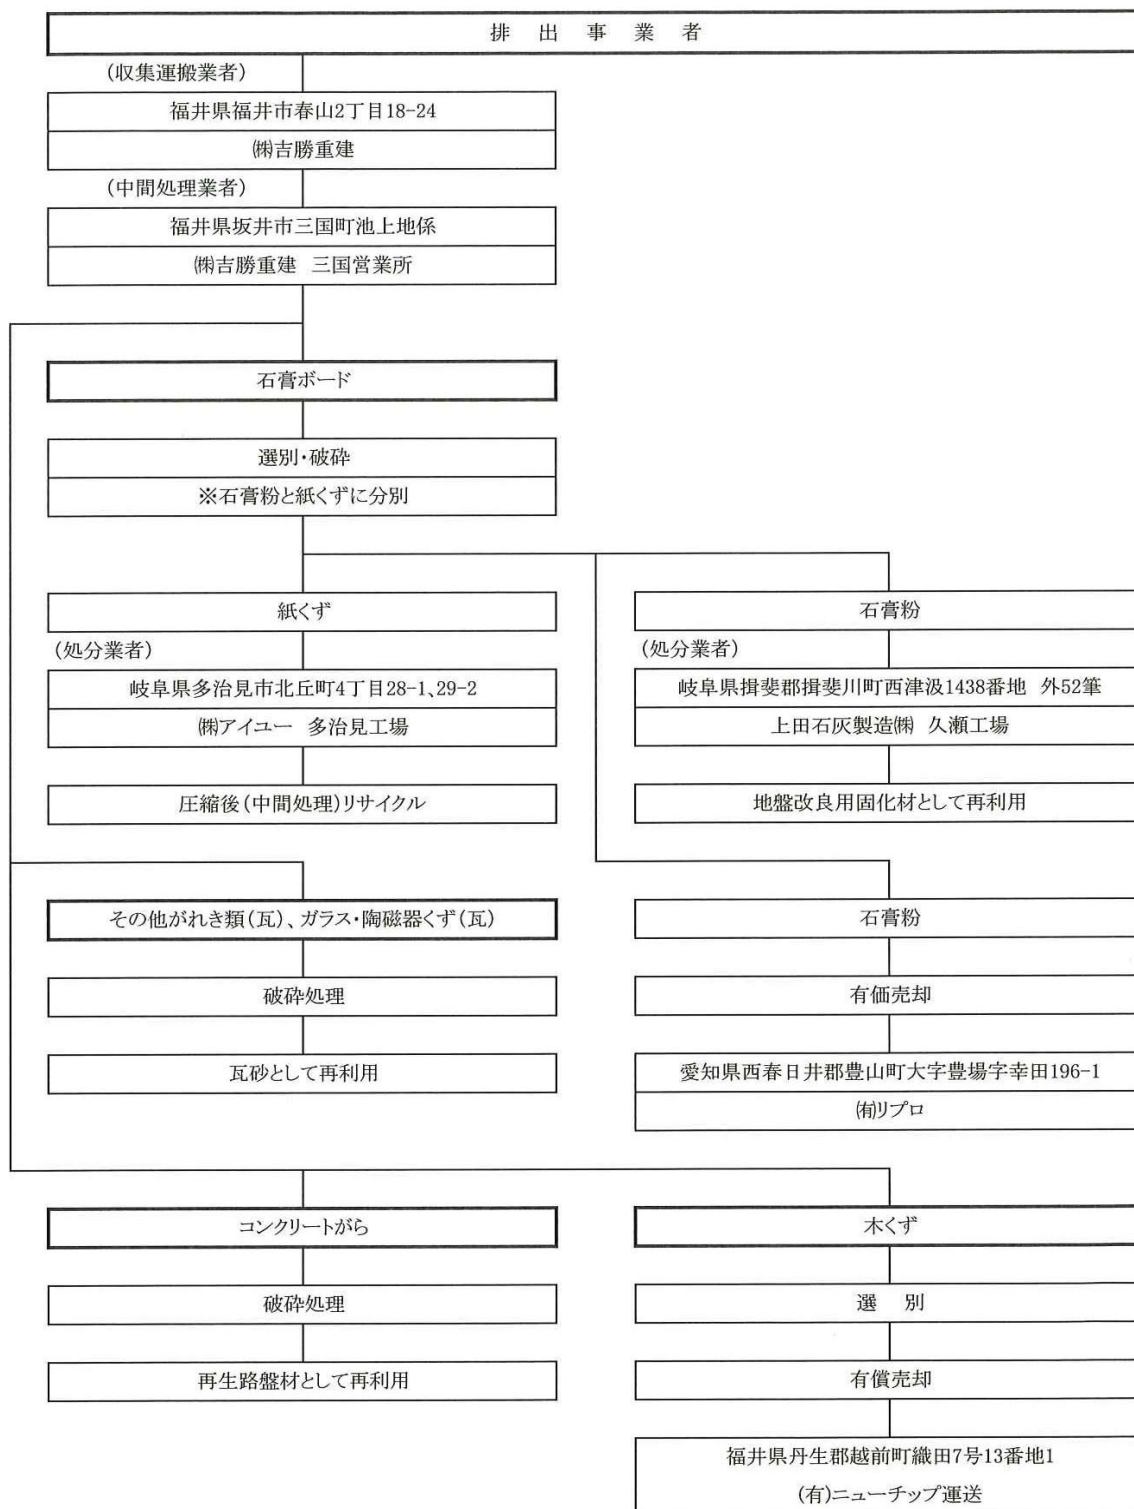 排出事業者
(収集運搬業者)
福井県福井市春山2丁目18-24
㈱吉勝重建
(中間処理業者)
福井県坂井市三国町池上地係
㈱吉勝重建 三国営業所
石膏ボード
選別・破砕
※石膏粉と紙くずに分別
紙くず
(処分業者)
岐阜県多治見市北丘町4丁目28-1、29-2
㈱アイユー 多治見工場
圧縮後(中間処理)リサイクル
石膏粉
(処分業者)
岐阜県揖斐郡揖斐川町西津汲1438番地 外52筆
上田石灰製造㈱ 久瀬工場
地盤改良用固化材として再利用
その他がれき類(瓦)、ガラス・陶磁器くず(瓦)
破砕処理
瓦砂として再利用
石膏粉
有価売却
愛知県西春日井郡豊山町大字豊場字幸田196-1
㈲リプロ
コンクリートがら
破砕処理
再生路盤材として再利用
木くず
選 別
有償売却
福井県丹生郡越前町織田7号13番地1
(有)ニューチップ運送